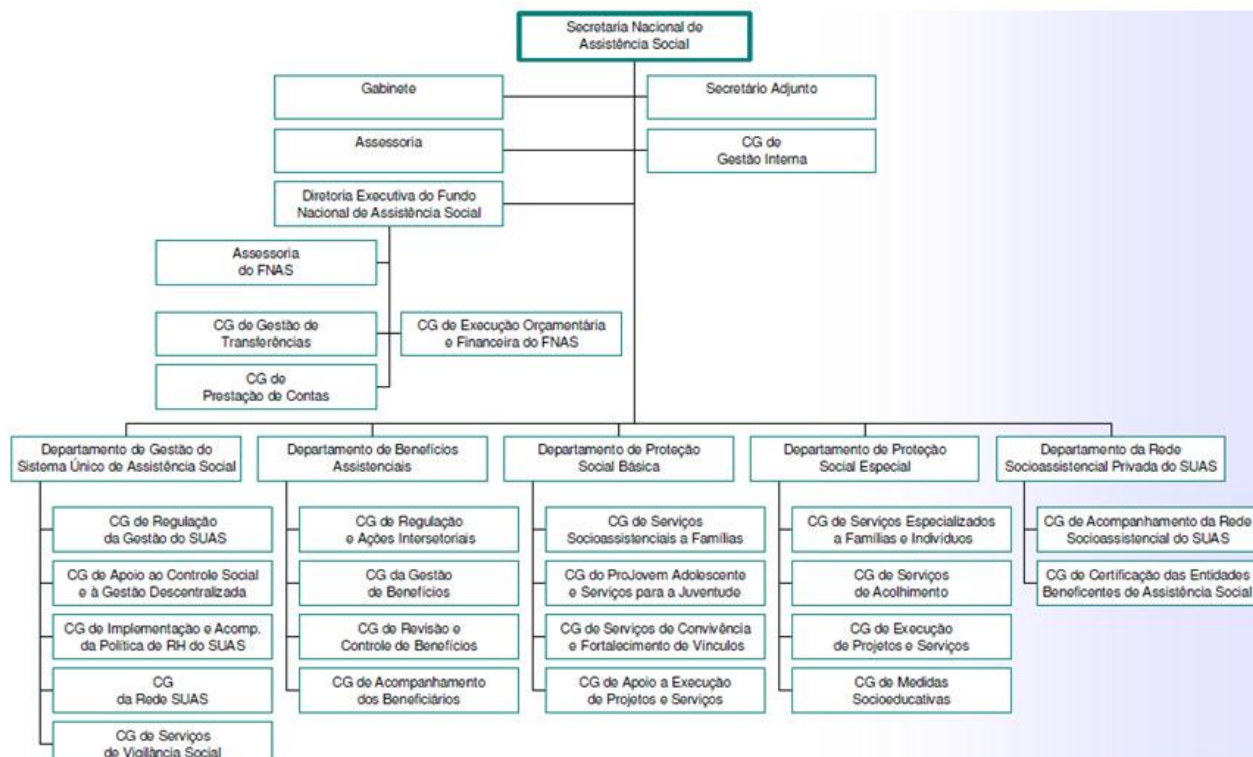 Secretaria Nacional de
Assistência Social
Gabinete
Secretário Adjunto
Assessoria
CG de
Gestão Interna
Diretoria Executiva do Fundo
Nacional de Assistência Social
Assessoria
do FNAS
CG de Gestão de
Transferências
CG de Execução Orçamentária
e Financeira do FNAS
CG de
Prestação de Contas
Departamento de Gestão do
Sistema Único de Assistência Social
Departamento de Benefícios
Assistenciais
Departamento de Proteção
Social Básica
Departamento de Proteção
Social Especial
Departamento da Rede
Socioassistencial Privada do SUAS
CG de Regulação
da Gestão do SUAS
CG de Apoio ao Controle Social
e à Gestão Descentralizada
CG de Implementação e Acomp.
da Política de RH do SUAS
CG
da Rede SUAS
CG de Serviços
de Vigilância Social
CG de Regulação
e Ações Intersetoriais
CG da Gestão
de Benefícios
CG de Revisão e
Controle de Benefícios
CG de Acompanhamento
dos Beneficiários
CG de Serviços
Socioassistenciais a Famílias
CG do ProJovem Adolescente
e Serviços para a Juventude
CG de Serviços de Convivência
e Fortalecimento de Vínculos
CG de Apoio a Execução
de Projetos e Serviços
CG de Serviços Especializados
a Famílias e Indivíduos
CG de Serviços
de Acolhimento
CG de Execução
de Projetos e Serviços
CG de Medidas
Socioeducativas
CG de Acompanhamento da Rede
Socioassistencial do SUAS
CG de Certificação das Entidades
Beneficentes de Assistência Social